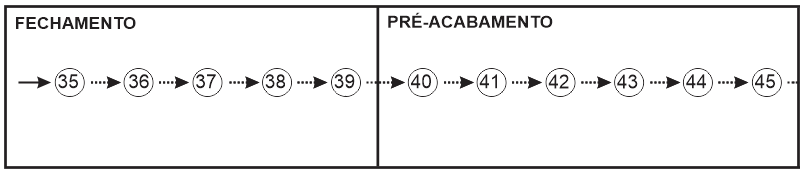 FECHAMENTO
35 36 37 38 39
PRÉ-ACABAMENTO
40 41 42 43 44 45